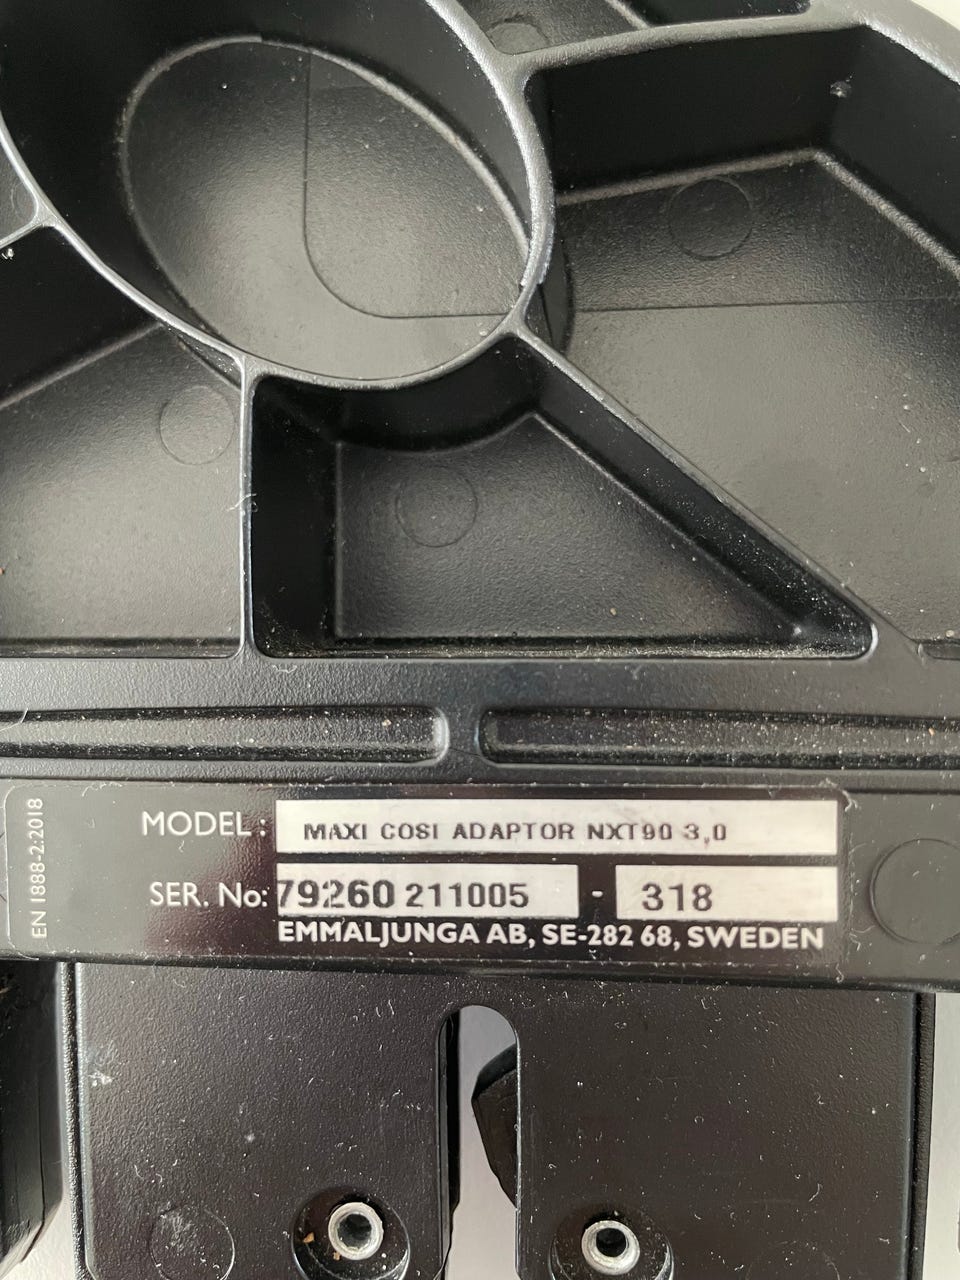 EN 1888-2:2018
MODEL: MAXI COSI ADAPTOR NXT90 3,0
SER. No: 79260 211005 - 318
EMMALJUNGA AB, SE-282 68, SWEDEN